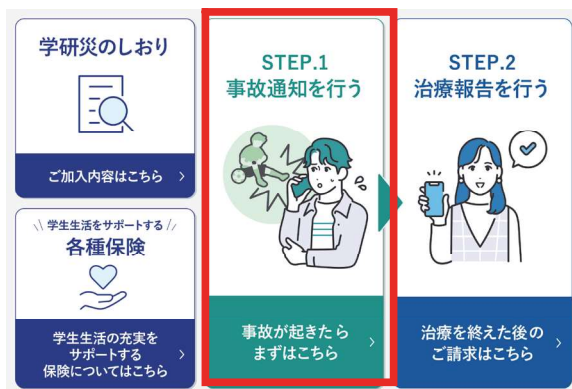 学研災のしおり
ご加入内容はこちら
学生生活をサポートする
各種保険
学生生活の充実を
サポートする
保険についてはこちら
STEP.1
事故通知を行う
事故が起きたら
まずはこちら
STEP.2
治療報告を行う
治療を終えた後の
ご請求はこちら